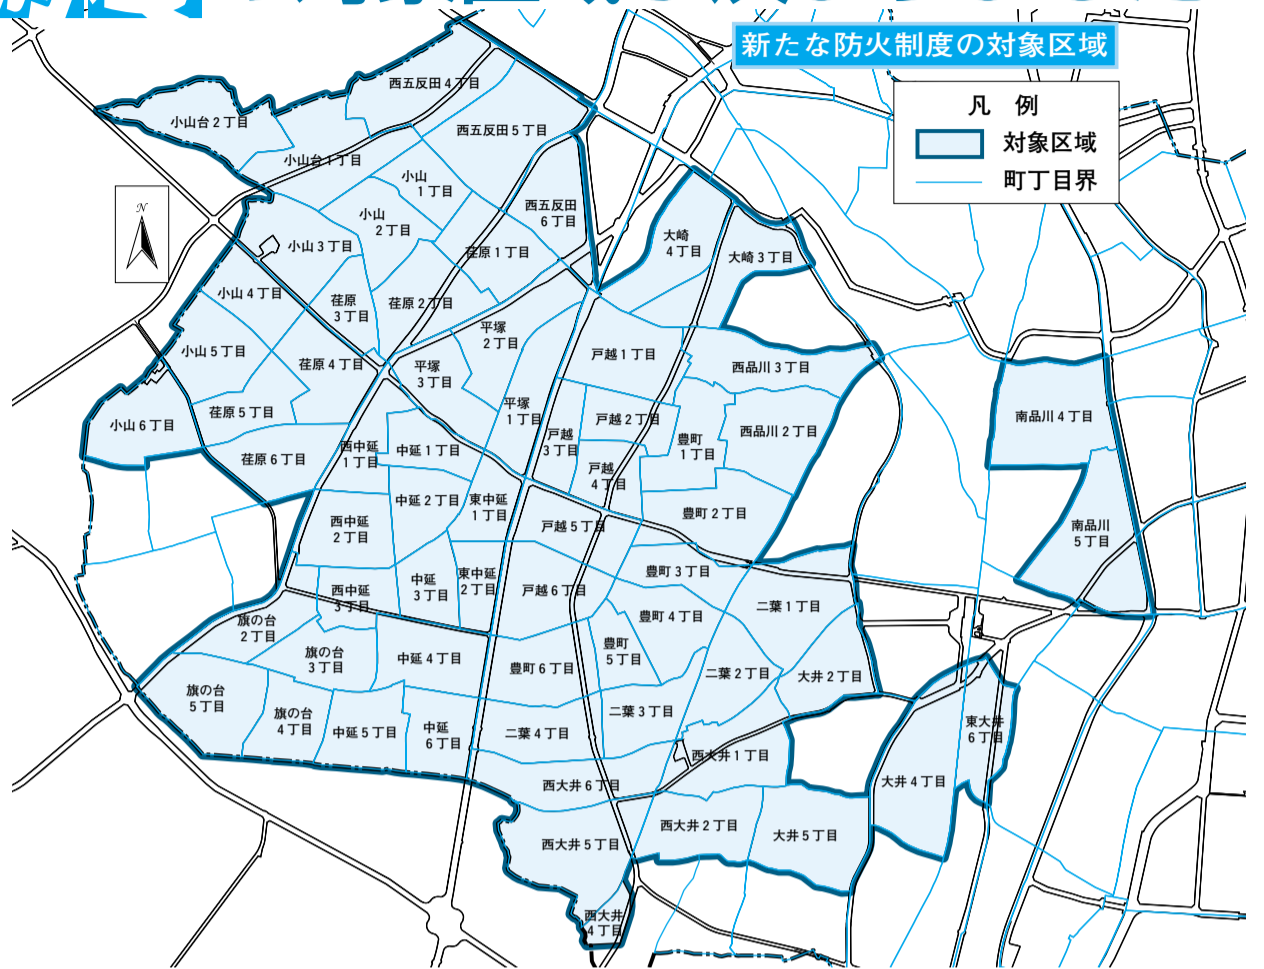 新たな防火制度の対象区域
凡 例
対象区域
町丁目界
N
西五反田4丁目
小山台2丁目
西五反田5丁目
小山台1丁目
小山
1丁目
西五反田
6丁目
小山
2丁目
大崎
4丁目
小山3丁目
荏原1丁目
大崎3丁目
小山4丁目
荏原
3丁目
荏原2丁目
平塚
2丁目
小山5丁目
荏原4丁目
平塚
3丁目
戸越1丁目
西品川3丁目
小山6丁目
荏原5丁目
平塚
1丁目
戸越2丁目
南品川4丁目
西品川2丁目
荏原6丁目
西中延
1丁目
中延1丁目
戸越
3丁目
豊町
1丁目
戸越
4丁目
中延2丁目
東中延
1丁目
豊町2丁目
西中延
2丁目
戸越5丁目
南品川
5丁目
豊町3丁目
西中延
3丁目
中延
3丁目
東中延
2丁目
戸越6丁目
二葉1丁目
旗の台
2丁目
豊町4丁目
旗の台
3丁目
中延4丁目
豊町6丁目
豊町
5丁目
二葉2丁目
大井2丁目
旗の台
5丁目
旗の台
4丁目
中延5丁目
中延
6丁目
二葉4丁目
二葉3丁目
東大井
6丁目
西大井1丁目
西大井6丁目
大井4丁目
西大井5丁目
西大井2丁目
大井5丁目
西大井
4丁目